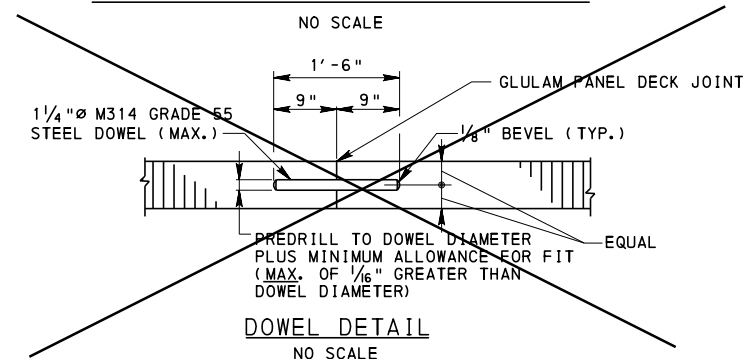 NO SCALE
1'-6"
9" 9"
GLULAM PANEL DECK JOINT
1 1/4"ø M314 GRADE 55
STEEL DOWEL (MAX.)
1/8" BEVEL (TYP.)
PREDRILL TO DOWEL DIAMETER
PLUS MINIMUM ALLOWANCE FOR FIT
(MAX. OF 1/16" GREATER THAN
DOWEL DIAMETER)
EQUAL
DOWEL DETAIL
NO SCALE